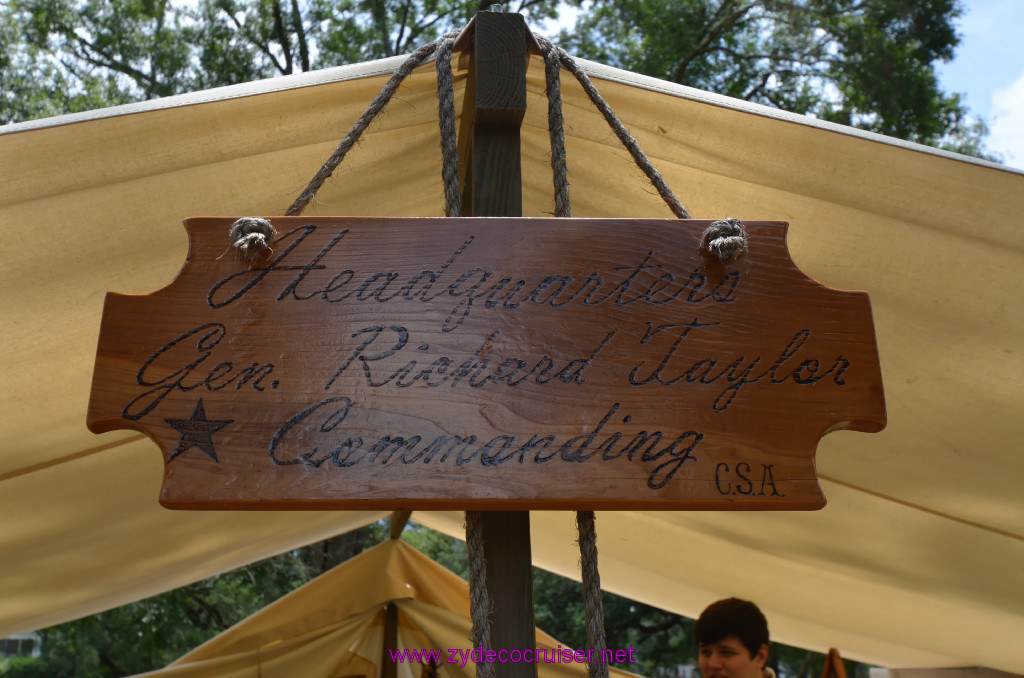 Headquarters
Gen. Richard Taylor
Commanding
C.S.A.
www.zydecocruiser.net